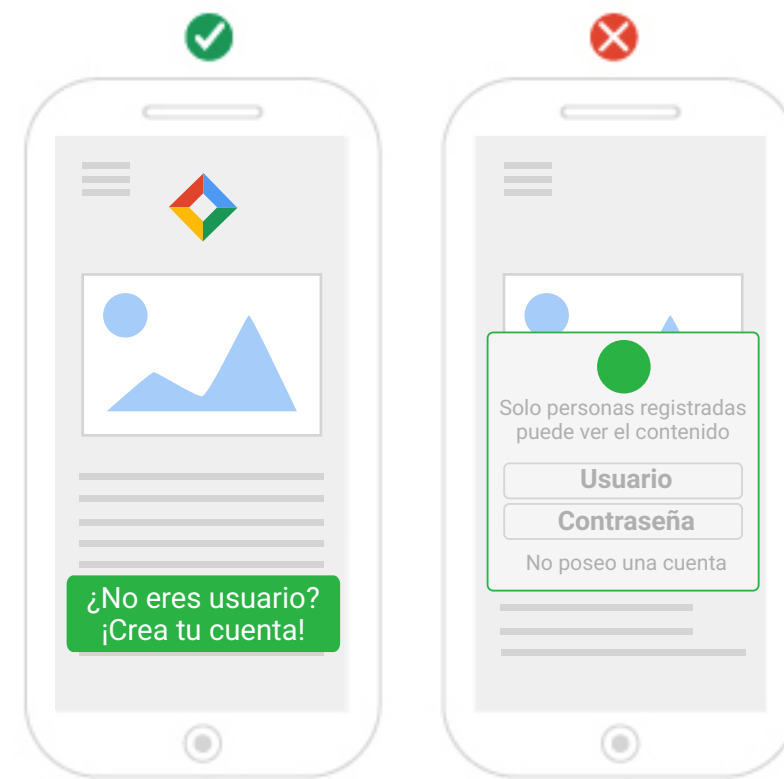 ¿No eres usuario?
¡Crea tu cuenta!
Solo personas registradas
puede ver el contenido
Usuario
Contraseña
No poseo una cuenta